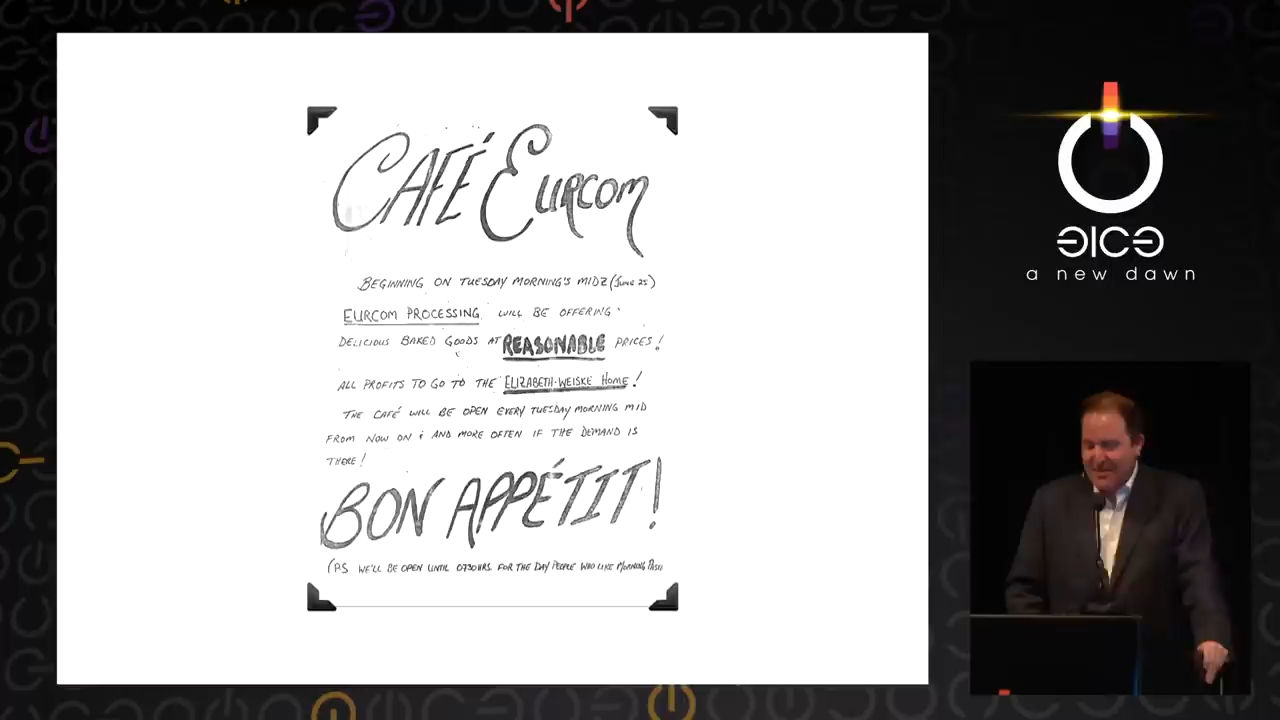 CAFÉ EURCOM
BEGINNING ON TUESDAY MORNING'S MIDZ (JUNE 25)
EURCOM PROCESSING WILL BE OFFERING
DELICIOUS BAKED GOODS AT REASONABLE PRICES!
ALL PROFITS TO GO TO THE ELIZABETH-WEISKE HOME!
THE CAFÉ WILL BE OPEN EVERY TUESDAY MORNING MID
FROM NOW ON & AND MORE OFTEN IF THE DEMAND IS
THERE!
BON APPÉTIT!
(PS WE'LL BE OPEN UNTIL 0730HRS. FOR THE DAY PEOPLE WHO LIKE MORNING
ƎICƏ
a new dawn